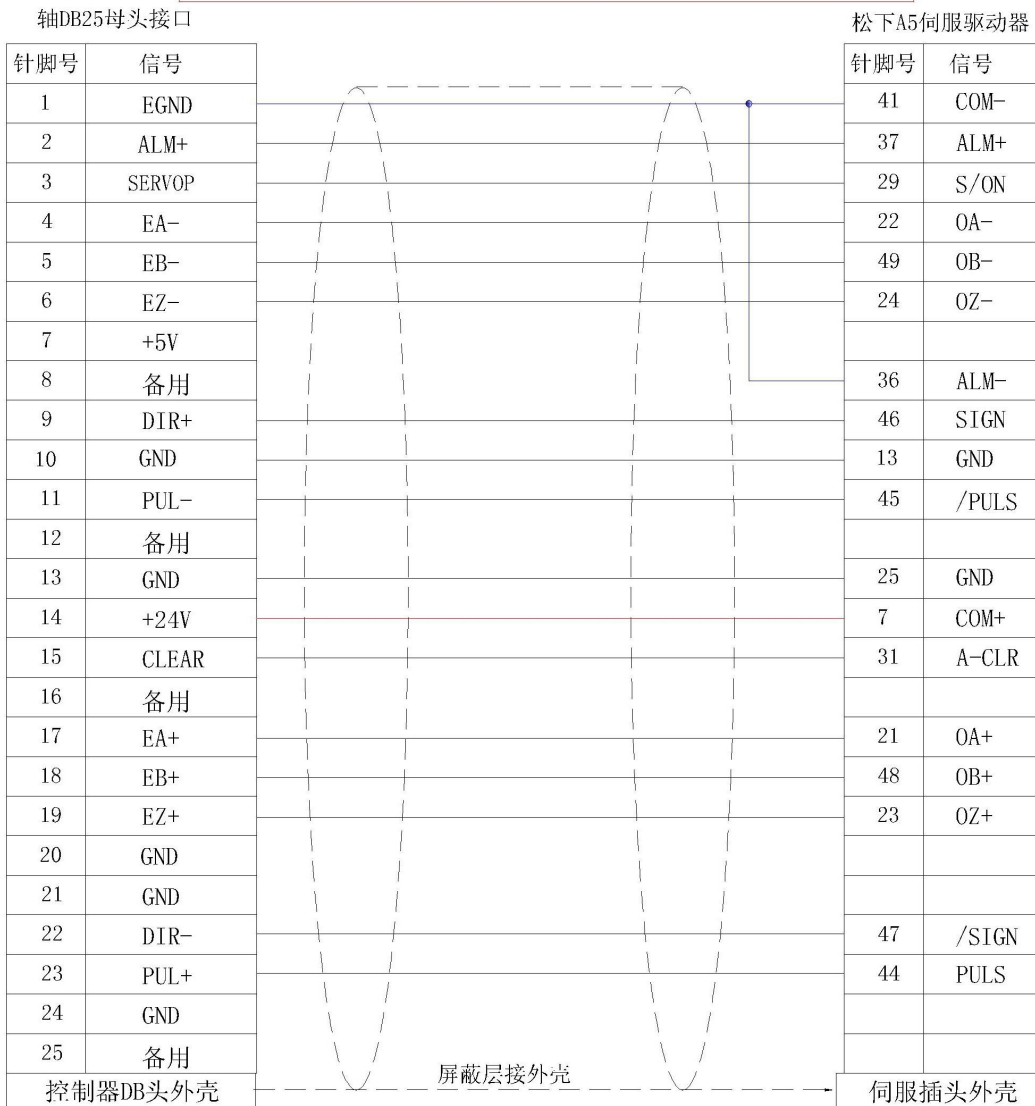 轴DB25母头接口 松下A5伺服驱动器
针脚号 信号 针脚号 信号
1 EGND 41 COM-
2 ALM+ 37 ALM+
3 SERVOP 29 S/ON
4 EA- 22 OA-
5 EB- 49 OB-
6 EZ- 24 OZ-
7 +5V
8 备用 36 ALM-
9 DIR+ 46 SIGN
10 GND 13 GND
11 PUL- 45 /PULS
12 备用
13 GND 25 GND
14 +24V 7 COM+
15 CLEAR 31 A-CLR
16 备用
17 EA+ 21 OA+
18 EB+ 48 OB+
19 EZ+ 23 OZ+
20 GND
21 GND
22 DIR- 47 /SIGN
23 PUL+ 44 PULS
24 GND
25 备用
控制器DB头外壳 屏蔽层接外壳 伺服插头外壳